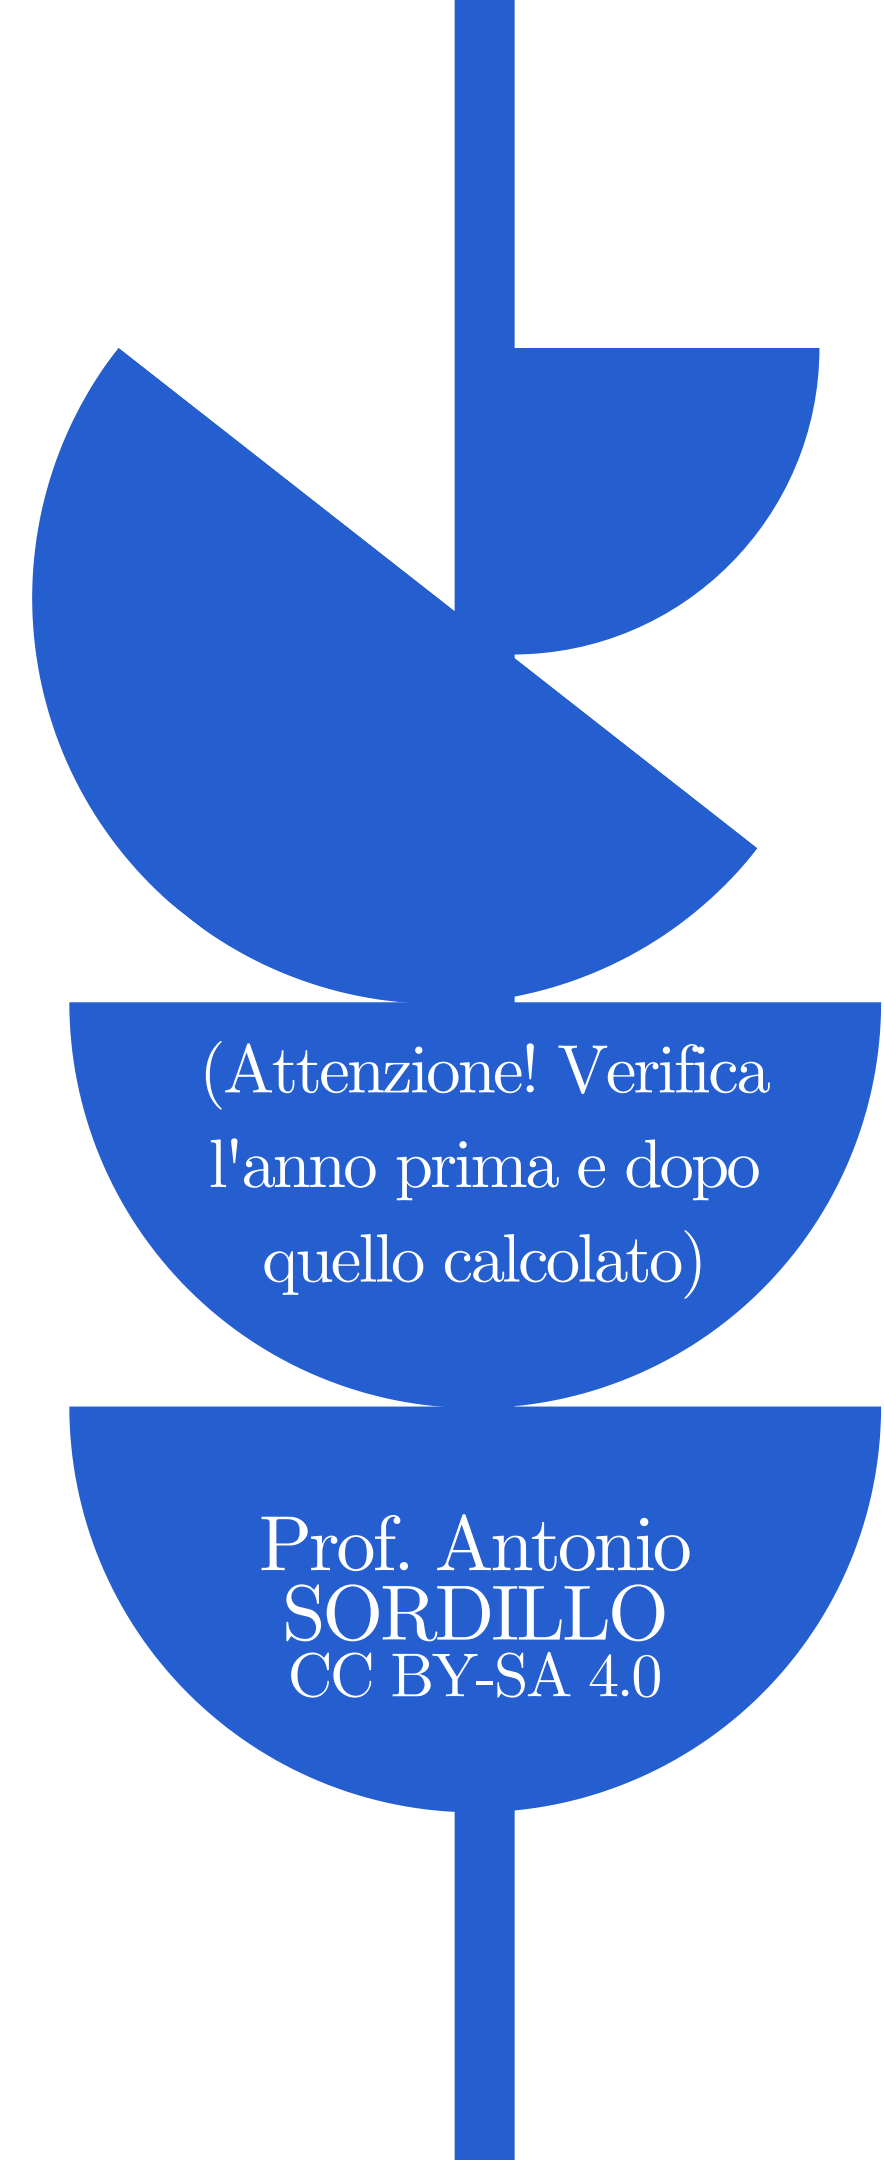 (Attenzione! Verifica
l'anno prima e dopo
quello calcolato)
Prof. Antonio
SORDILLO
CC BY-SA 4.0